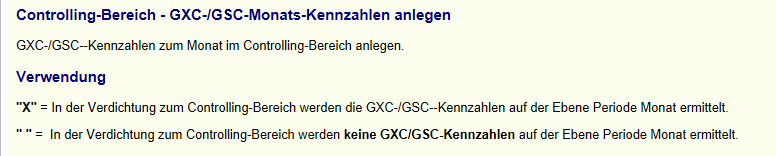 Controlling-Bereich - GXC-/GSC-Monats-Kennzahlen anlegen
GXC-/GSC--Kennzahlen zum Monat im Controlling-Bereich anlegen.
Verwendung
"X" = In der Verdichtung zum Controlling-Bereich werden die GXC-/GSC--Kennzahlen auf der Ebene Periode Monat ermittelt.
" " =  In der Verdichtung zum Controlling-Bereich werden keine GXC/GSC-Kennzahlen auf der Ebene Periode Monat ermittelt.